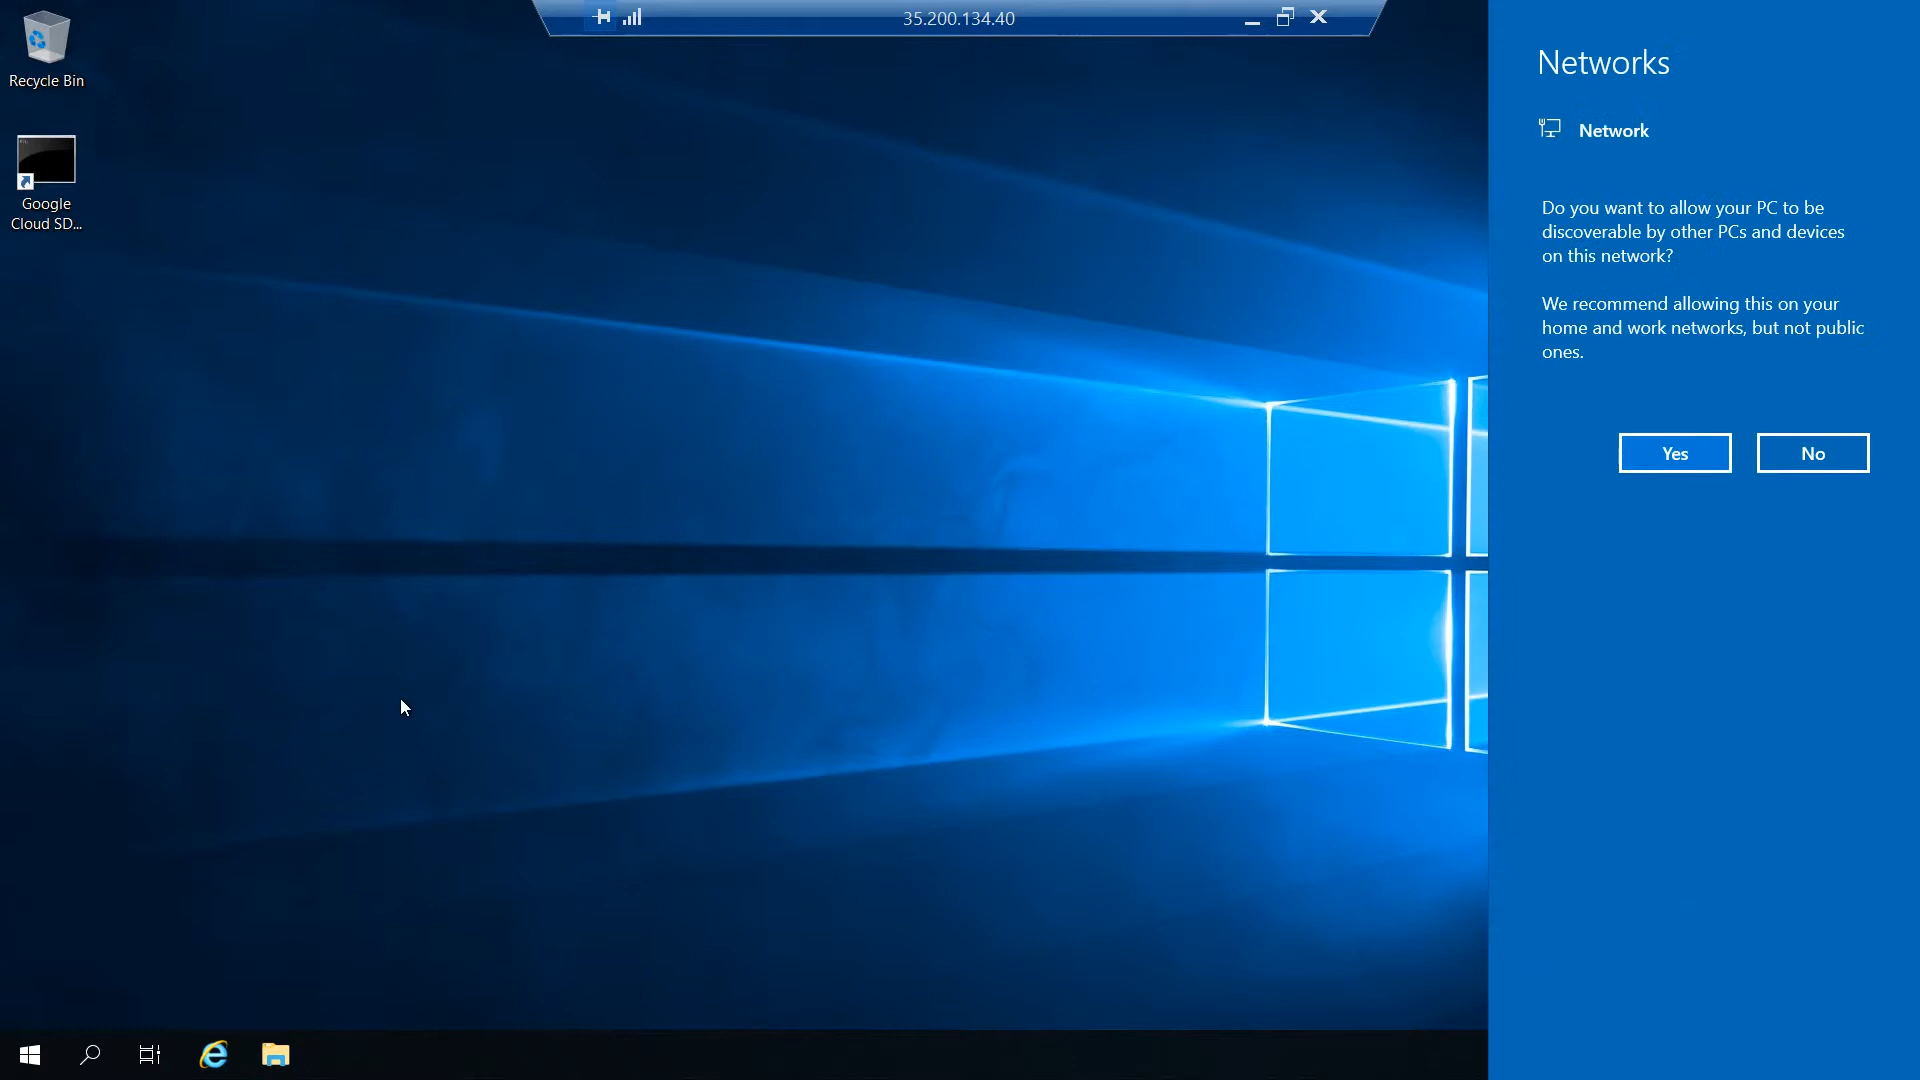 35.200.134.40
Recycle Bin
Google
Cloud SD...
Networks
Network
Do you want to allow your PC to be
discoverable by other PCs and devices
on this network?
We recommend allowing this on your
home and work networks, but not public
ones.
Yes
No